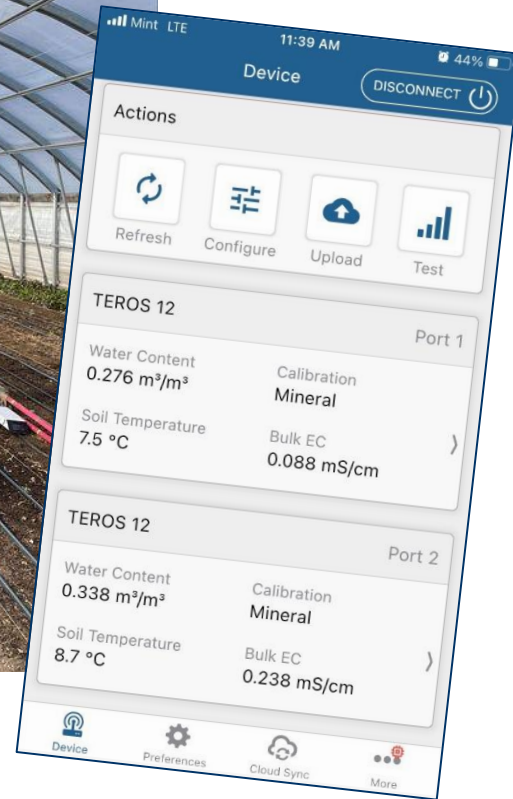 Mint LTE 11:39 AM 44%
Device DISCONNECT
Actions
Refresh Configure Upload Test
TEROS 12 Port 1
Water Content Calibration
0.276 m³/m³ Mineral
Soil Temperature Bulk EC
7.5 °C 0.088 mS/cm
TEROS 12 Port 2
Water Content Calibration
0.338 m³/m³ Mineral
Soil Temperature Bulk EC
8.7 °C 0.238 mS/cm
Device Preferences Cloud Sync More